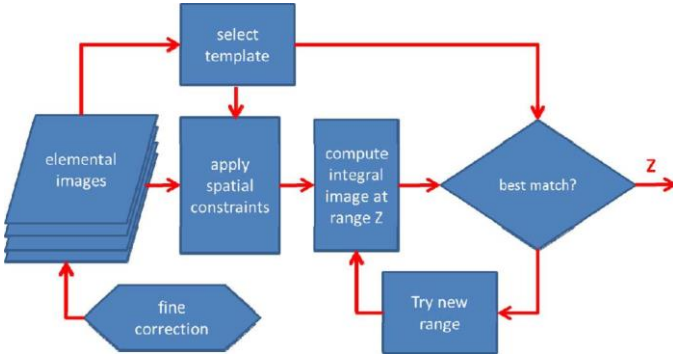 select
template
elemental
images
apply
spatial
constraints
compute
integral
image at
range Z
best match?
Z
Try new
range
fine
correction